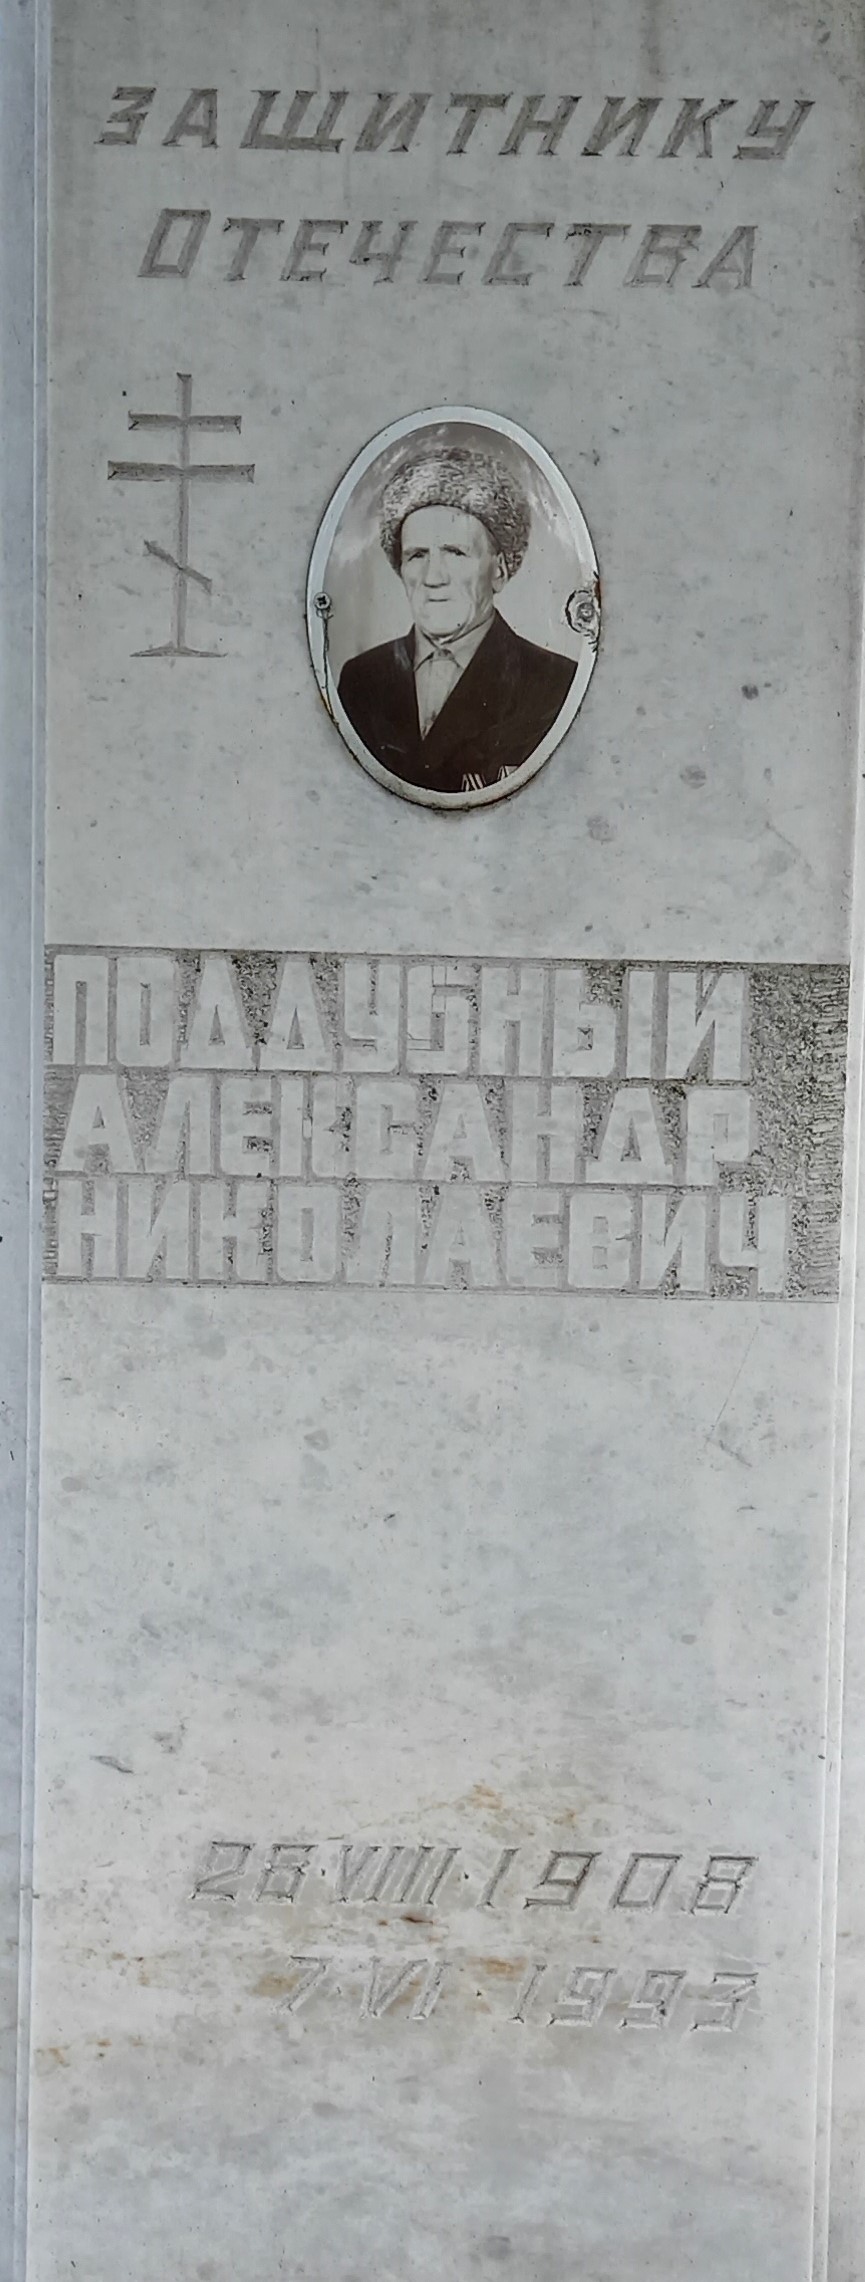 ЗАЩИТНИКУ
ОТЕЧЕСТВА
ПОДДУБНЫЙ
АЛЕКСАНДР
НИКОЛАЕВИЧ
26·VIII·1908
7·VI·1993